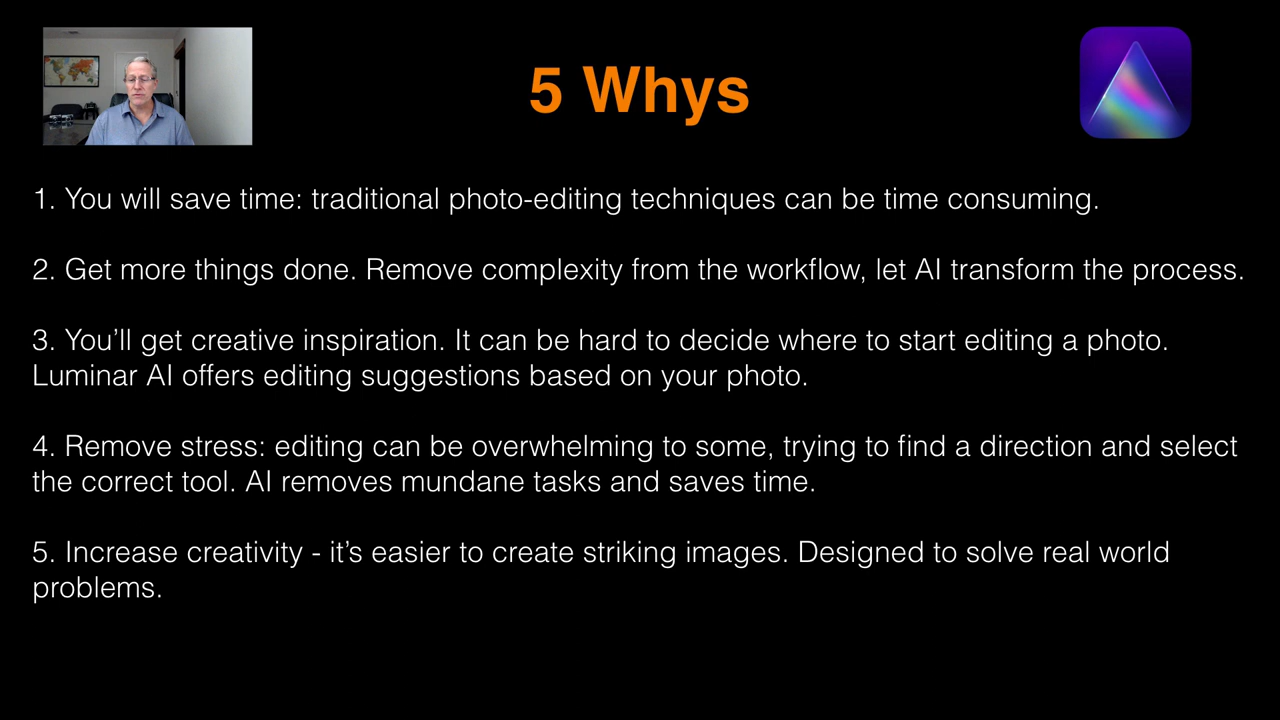 5 Whys
1. You will save time: traditional photo-editing techniques can be time consuming.
2. Get more things done. Remove complexity from the workflow, let AI transform the process.
3. You’ll get creative inspiration. It can be hard to decide where to start editing a photo.
Luminar AI offers editing suggestions based on your photo.
4. Remove stress: editing can be overwhelming to some, trying to find a direction and select
the correct tool. AI removes mundane tasks and saves time.
5. Increase creativity - it’s easier to create striking images. Designed to solve real world
problems.